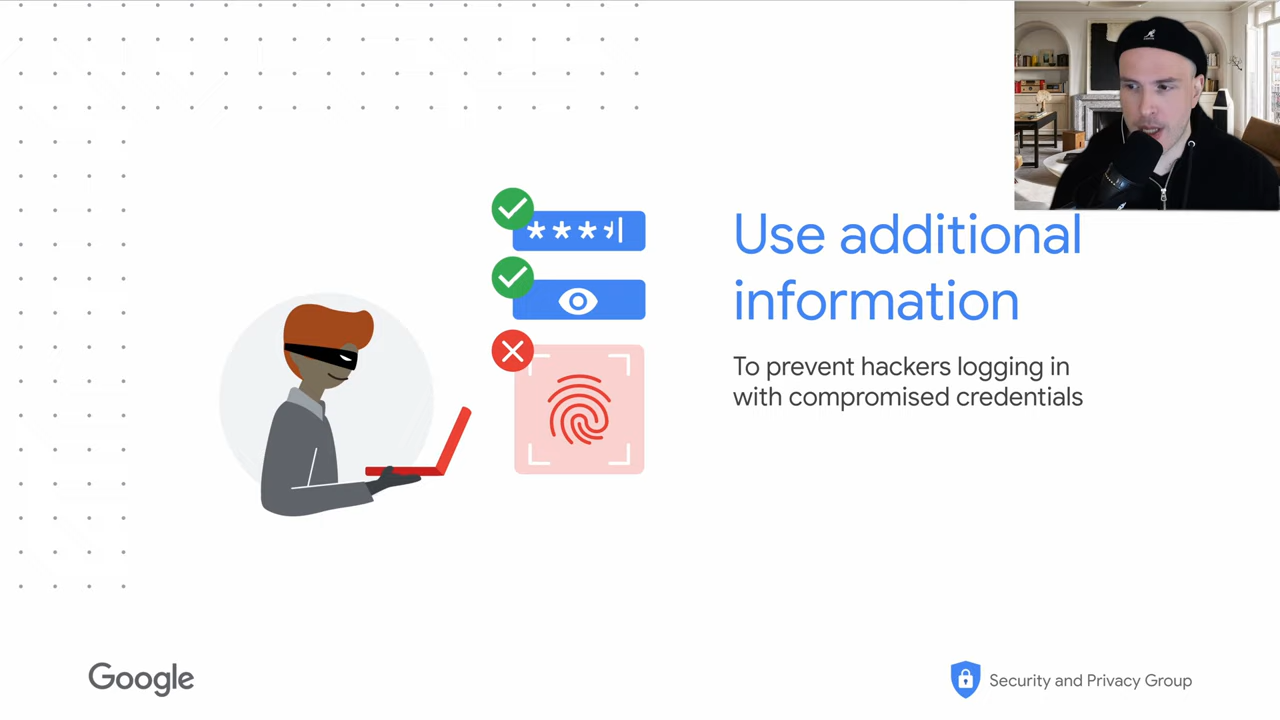 Use additional
information
To prevent hackers logging in
with compromised credentials
Google
Security and Privacy Group